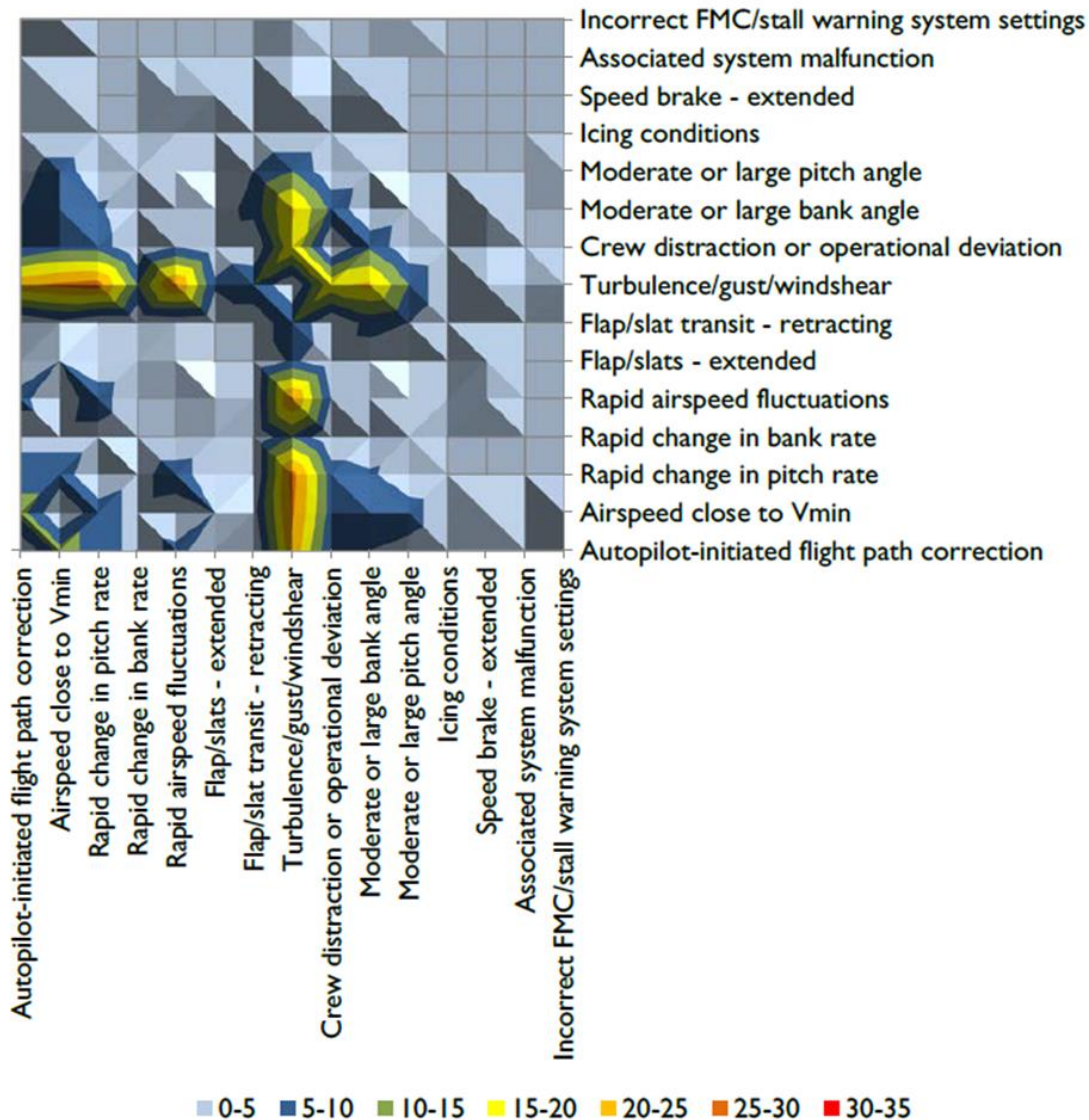 Incorrect FMC/stall warning system settings
Associated system malfunction
Speed brake - extended
Icing conditions
Moderate or large pitch angle
Moderate or large bank angle
Crew distraction or operational deviation
Turbulence/gust/windshear
Flap/slat transit - retracting
Flap/slats - extended
Rapid airspeed fluctuations
Rapid change in bank rate
Rapid change in pitch rate
Airspeed close to Vmin
Autopilot-initiated flight path correction
Autopilot-initiated flight path correction
Airspeed close to Vmin
Rapid change in pitch rate
Rapid change in bank rate
Rapid airspeed fluctuations
Flap/slats - extended
Flap/slat transit - retracting
Turbulence/gust/windshear
Crew distraction or operational deviation
Moderate or large bank angle
Moderate or large pitch angle
Icing conditions
Speed brake - extended
Associated system malfunction
Incorrect FMC/stall warning system settings
0-5 5-10 10-15 15-20 20-25 25-30 30-35